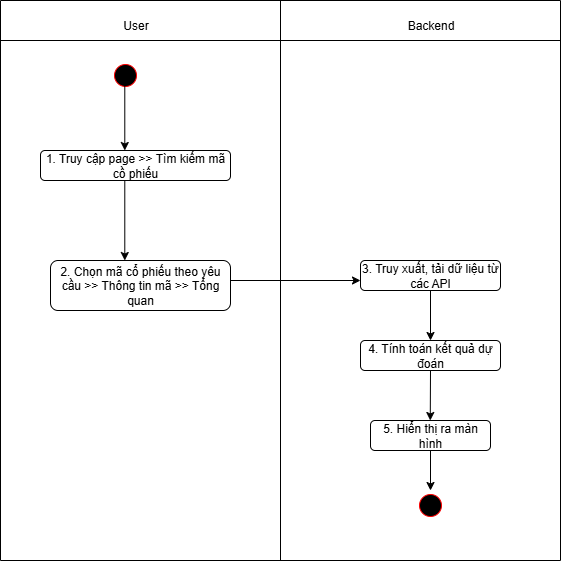 User
Backend
1. Truy cập page >> Tìm kiếm mã
cổ phiếu
2. Chọn mã cổ phiếu theo yêu
cầu >> Thông tin mã >> Tổng
quan
3. Truy xuất, tải dữ liệu từ
các API
4. Tính toán kết quả dự
đoán
5. Hiển thị ra màn
hình